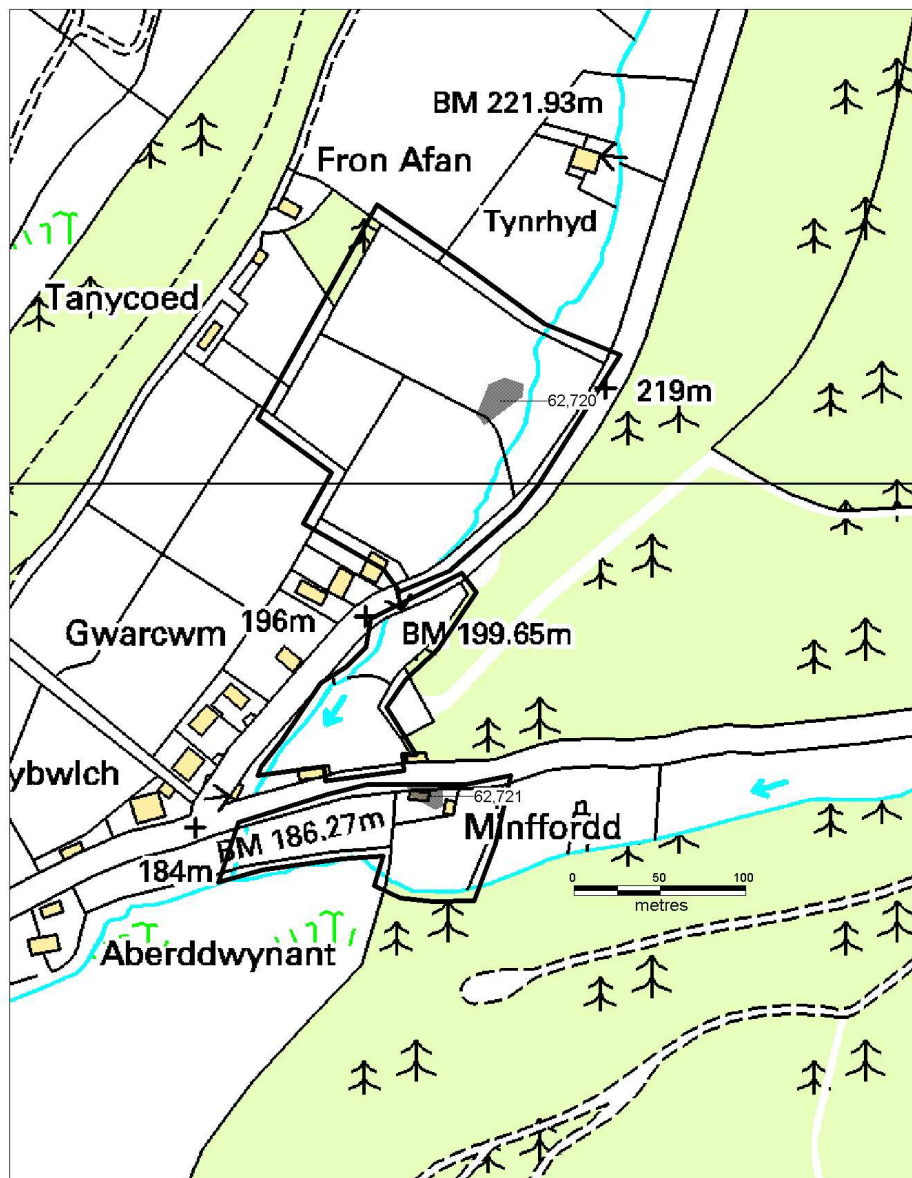 BM 221.93m
Fron Afan
Tynrhyd
Tanycoed
219m
62,720
196m
Gwarcwm
BM 199.65m
ybwlch
62,721
Minffordd
BM 186.27m
184m
0 50 100
metres
Aberddwynant